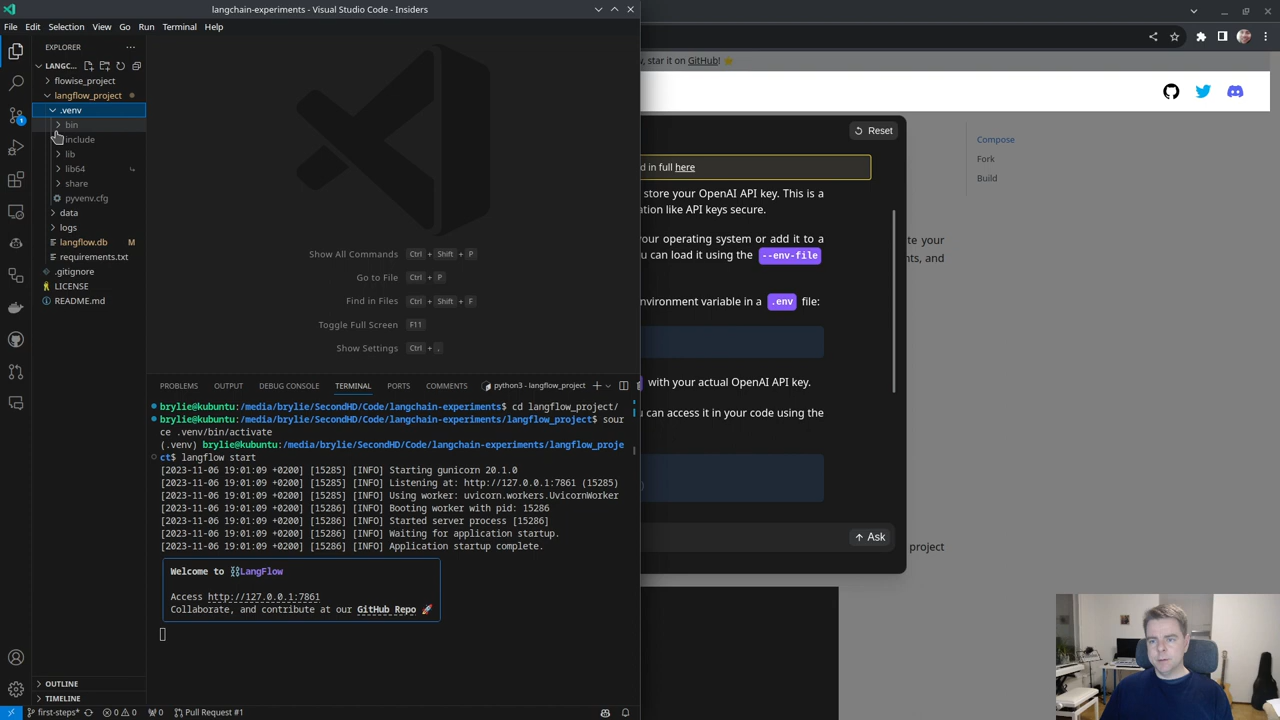 langchain-experiments - Visual Studio Code - Insiders
File Edit Selection View Go Run Terminal Help
EXPLORER
LANGC...
flowise_project
langflow_project
.venv
bin
include
lib
lib64
share
pyvenv.cfg
data
logs
langflow.db M
requirements.txt
.gitignore
LICENSE
README.md
OUTLINE
TIMELINE
1
Show All Commands Ctrl + Shift + P
Go to File Ctrl + P
Find in Files Ctrl + Shift + F
Toggle Full Screen F11
Show Settings Ctrl + ,
PROBLEMS OUTPUT DEBUG CONSOLE TERMINAL PORTS COMMENTS python3 - langflow_project
brylie@kubuntu:/media/brylie/SecondHD/Code/langchain-experiments$ cd langflow_project/
brylie@kubuntu:/media/brylie/SecondHD/Code/langchain-experiments/langflow_project$ sour
ce .venv/bin/activate
(.venv) brylie@kubuntu:/media/brylie/SecondHD/Code/langchain-experiments/langflow_proje
ct$ langflow start
[2023-11-06 19:01:09 +0200] [15285] [INFO] Starting gunicorn 20.1.0
[2023-11-06 19:01:09 +0200] [15285] [INFO] Listening at: http://127.0.0.1:7861 (15285)
[2023-11-06 19:01:09 +0200] [15285] [INFO] Using worker: uvicorn.workers.UvicornWorker
[2023-11-06 19:01:09 +0200] [15286] [INFO] Booting worker with pid: 15286
[2023-11-06 19:01:09 +0200] [15286] [INFO] Started server process [15286]
[2023-11-06 19:01:09 +0200] [15286] [INFO] Waiting for application startup.
[2023-11-06 19:01:09 +0200] [15286] [INFO] Application startup complete.
Welcome to ⛓LangFlow
Access http://127.0.0.1:7861
Collaborate, and contribute at our GitHub Repo 🚀
first-steps* 0 0 0 Pull Request #1
w, star it on GitHub! ⭐
Reset
d in full here
store your OpenAI API key. This is a
ation like API keys secure.
your operating system or add it to a
u can load it using the --env-file
nvironment variable in a .env file:
with your actual OpenAI API key.
u can access it in your code using the
Ask
Compose
Fork
Build
te your
nts, and
project